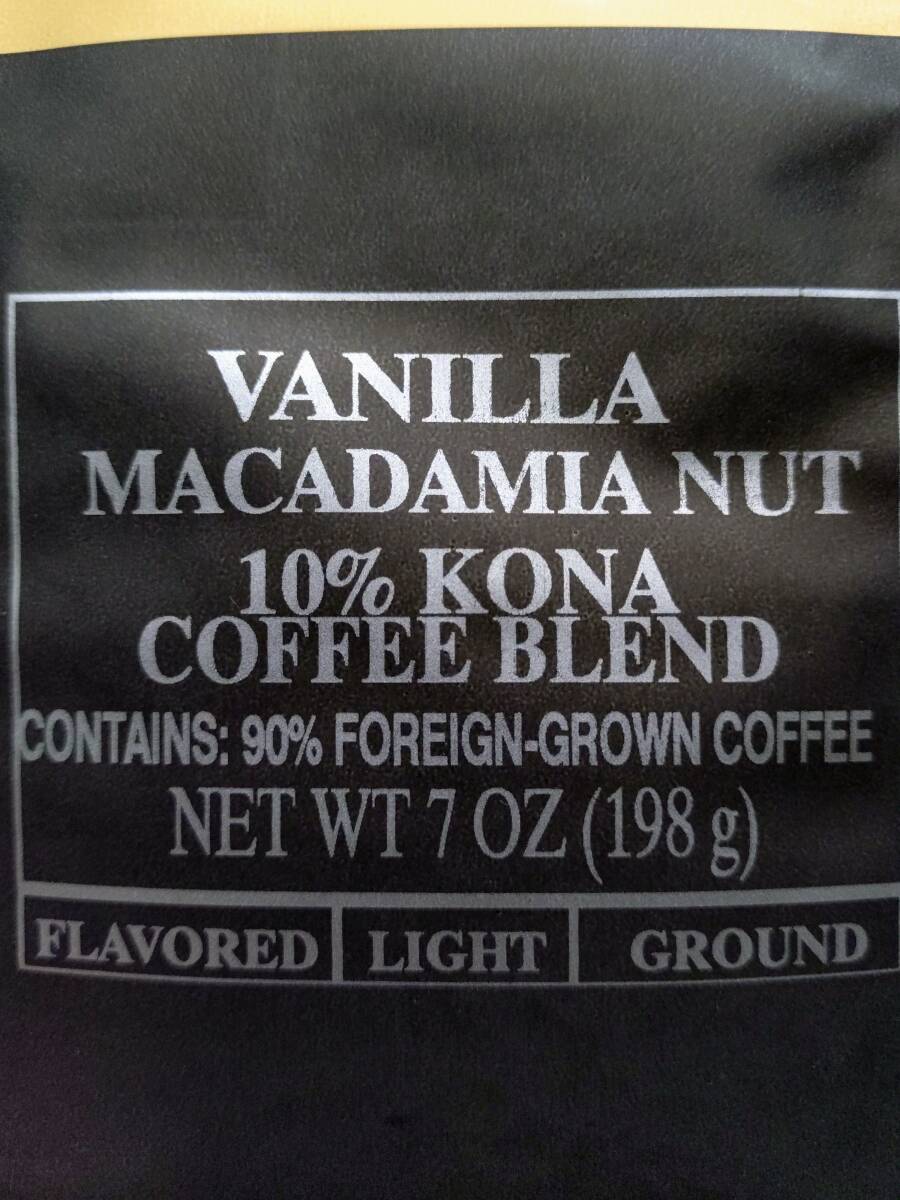 VANILLA
MACADAMIA NUT
10% KONA
COFFEE BLEND
CONTAINS: 90% FOREIGN-GROWN COFFEE
NET WT 7 OZ (198 g)
FLAVORED LIGHT GROUND